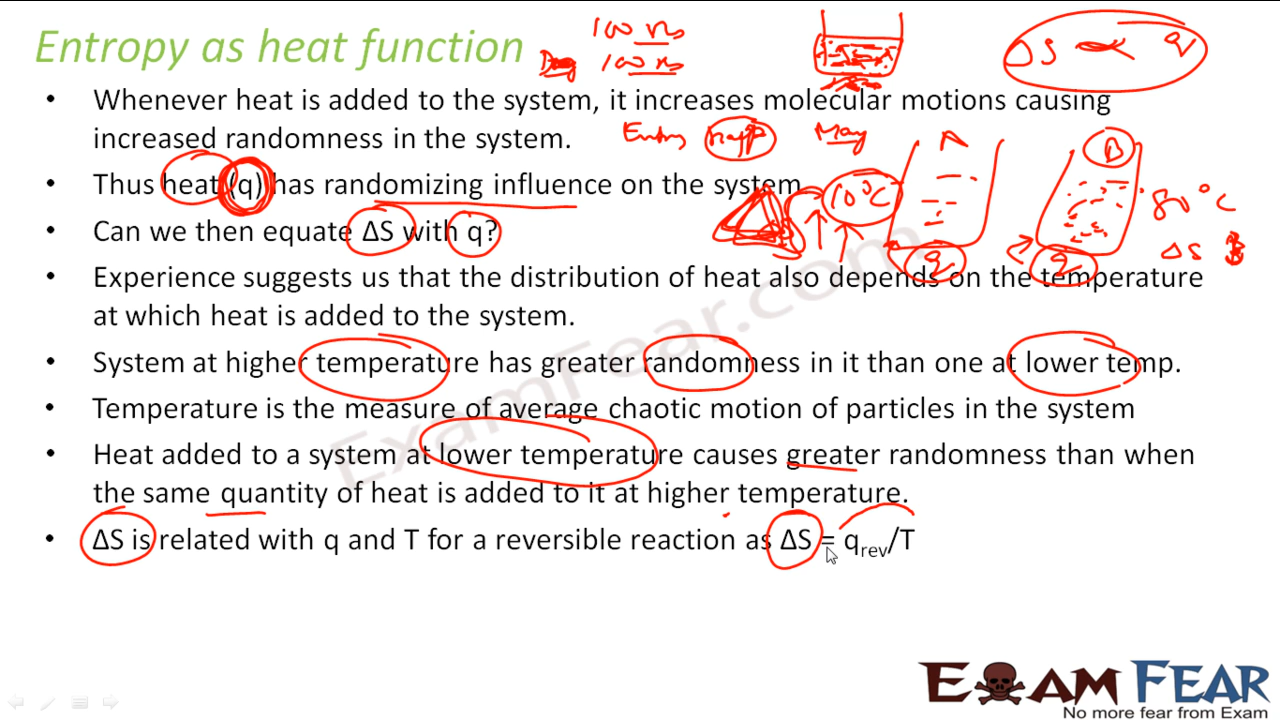 Entropy as heat function
100 rs
100 rs
ΔS ∝ q
• Whenever heat is added to the system, it increases molecular motions causing
increased randomness in the system.
Entry happ May
A
B
• Thus heat (q) has randomizing influence on the system
10°C
80°C
• Can we then equate ΔS with q?
q
q
ΔS
• Experience suggests us that the distribution of heat also depends on the temperature
at which heat is added to the system.
• System at higher temperature has greater randomness in it than one at lower temp.
• Temperature is the measure of average chaotic motion of particles in the system
• Heat added to a system at lower temperature causes greater randomness than when
the same quantity of heat is added to it at higher temperature.
• ΔS is related with q and T for a reversible reaction as ΔS = qrev/T
ExamFear.com
EXAM FEAR
No more fear from Exam